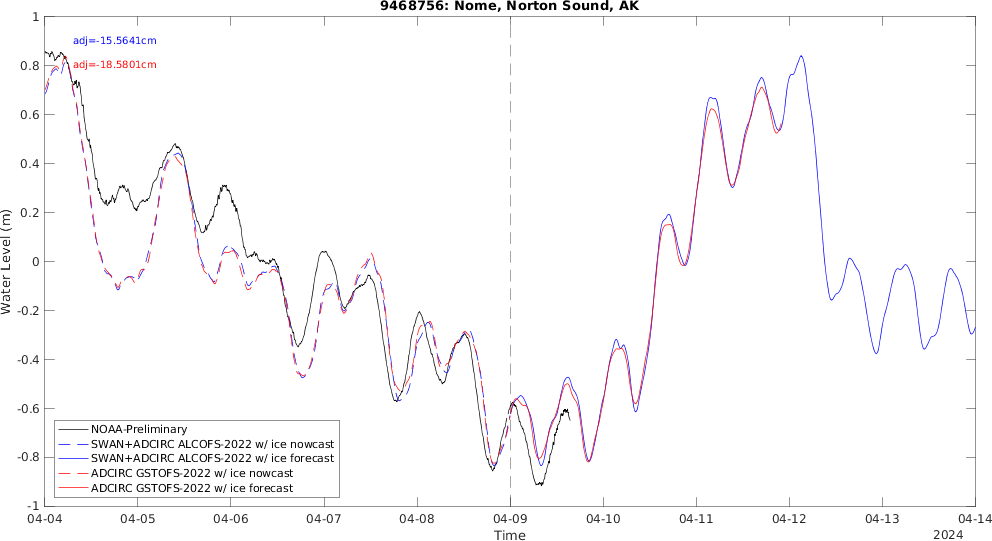 9468756: Nome, Norton Sound, AK
adj=-15.5641cm
adj=-18.5801cm
1
0.8
0.6
0.4
0.2
0
-0.2
-0.4
-0.6
-0.8
-1
Water Level (m)
NOAA-Preliminary
SWAN+ADCIRC ALCOFS-2022 w/ ice nowcast
SWAN+ADCIRC ALCOFS-2022 w/ ice forecast
ADCIRC GSTOFS-2022 w/ ice nowcast
ADCIRC GSTOFS-2022 w/ ice forecast
04-04 04-05 04-06 04-07 04-08 04-09 04-10 04-11 04-12 04-13 04-14
Time
2024